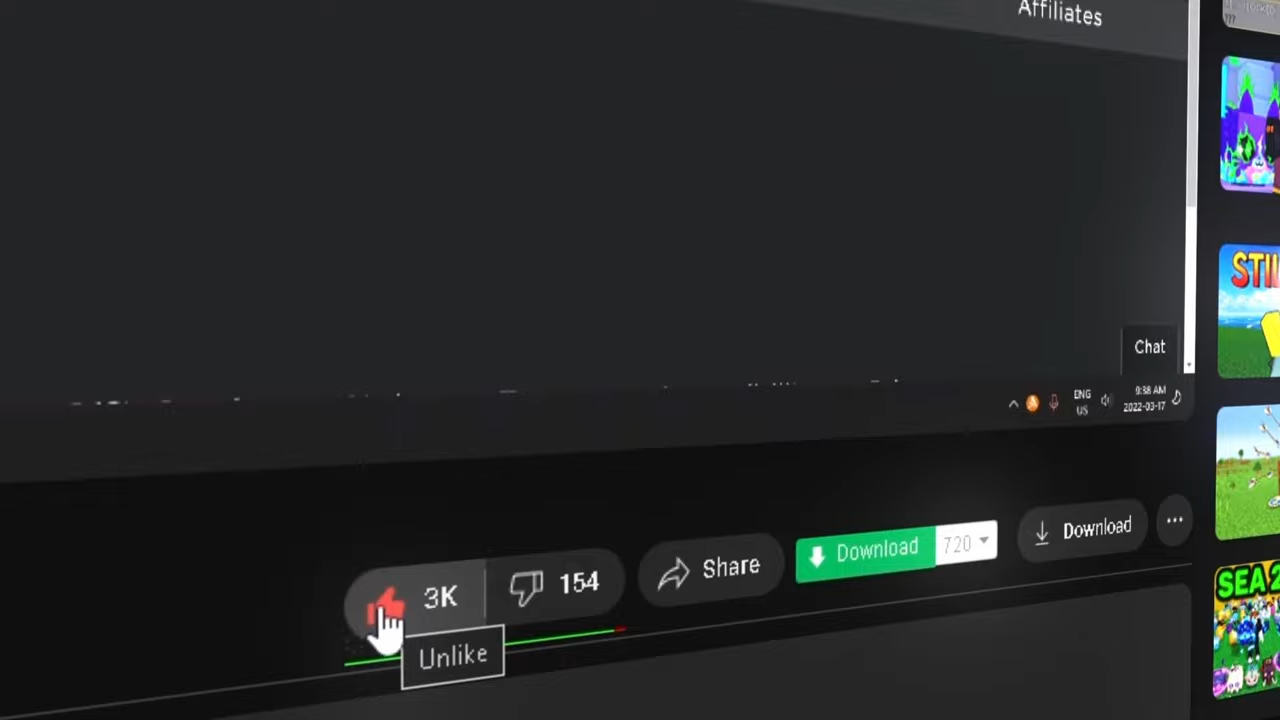 Affiliates
STI
Chat
ENG
US
9:38 AM
2022-03-17
3K
154
Share
Download
720
Download
Unlike
SEA 2